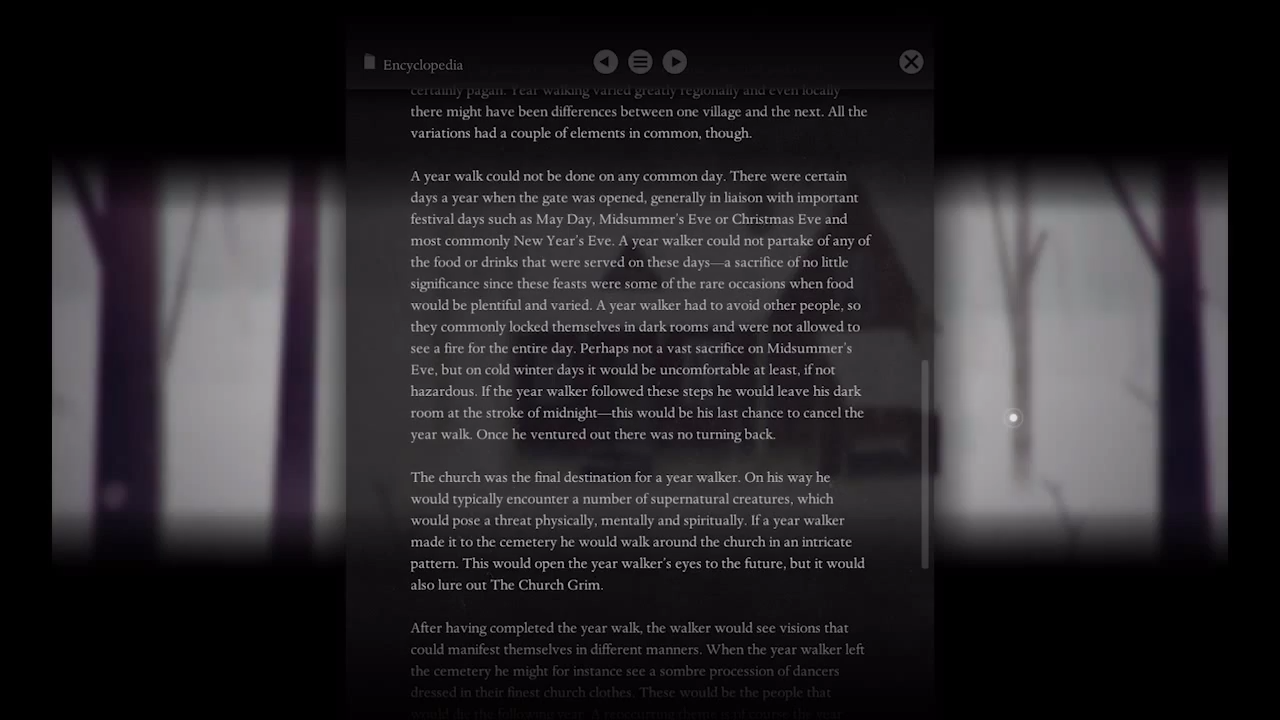 Encyclopedia
certainly pagan. Year walking varied greatly regionally and even locally
there might have been differences between one village and the next. All the
variations had a couple of elements in common, though.
A year walk could not be done on any common day. There were certain
days a year when the gate was opened, generally in liaison with important
festival days such as May Day, Midsummer's Eve or Christmas Eve and
most commonly New Year's Eve. A year walker could not partake of any of
the food or drinks that were served on these days—a sacrifice of no little
significance since these feasts were some of the rare occasions when food
would be plentiful and varied. A year walker had to avoid other people, so
they commonly locked themselves in dark rooms and were not allowed to
see a fire for the entire day. Perhaps not a vast sacrifice on Midsummer's
Eve, but on cold winter days it would be uncomfortable at least, if not
hazardous. If the year walker followed these steps he would leave his dark
room at the stroke of midnight—this would be his last chance to cancel the
year walk. Once he ventured out there was no turning back.
The church was the final destination for a year walker. On his way he
would typically encounter a number of supernatural creatures, which
would pose a threat physically, mentally and spiritually. If a year walker
made it to the cemetery he would walk around the church in an intricate
pattern. This would open the year walker's eyes to the future, but it would
also lure out The Church Grim.
After having completed the year walk, the walker would see visions that
could manifest themselves in different manners. When the year walker left
the cemetery he might for instance see a sombre procession of dancers
dressed in their finest church clothes. These would be the people that
would die the following year. A reoccurring theme is of course the year